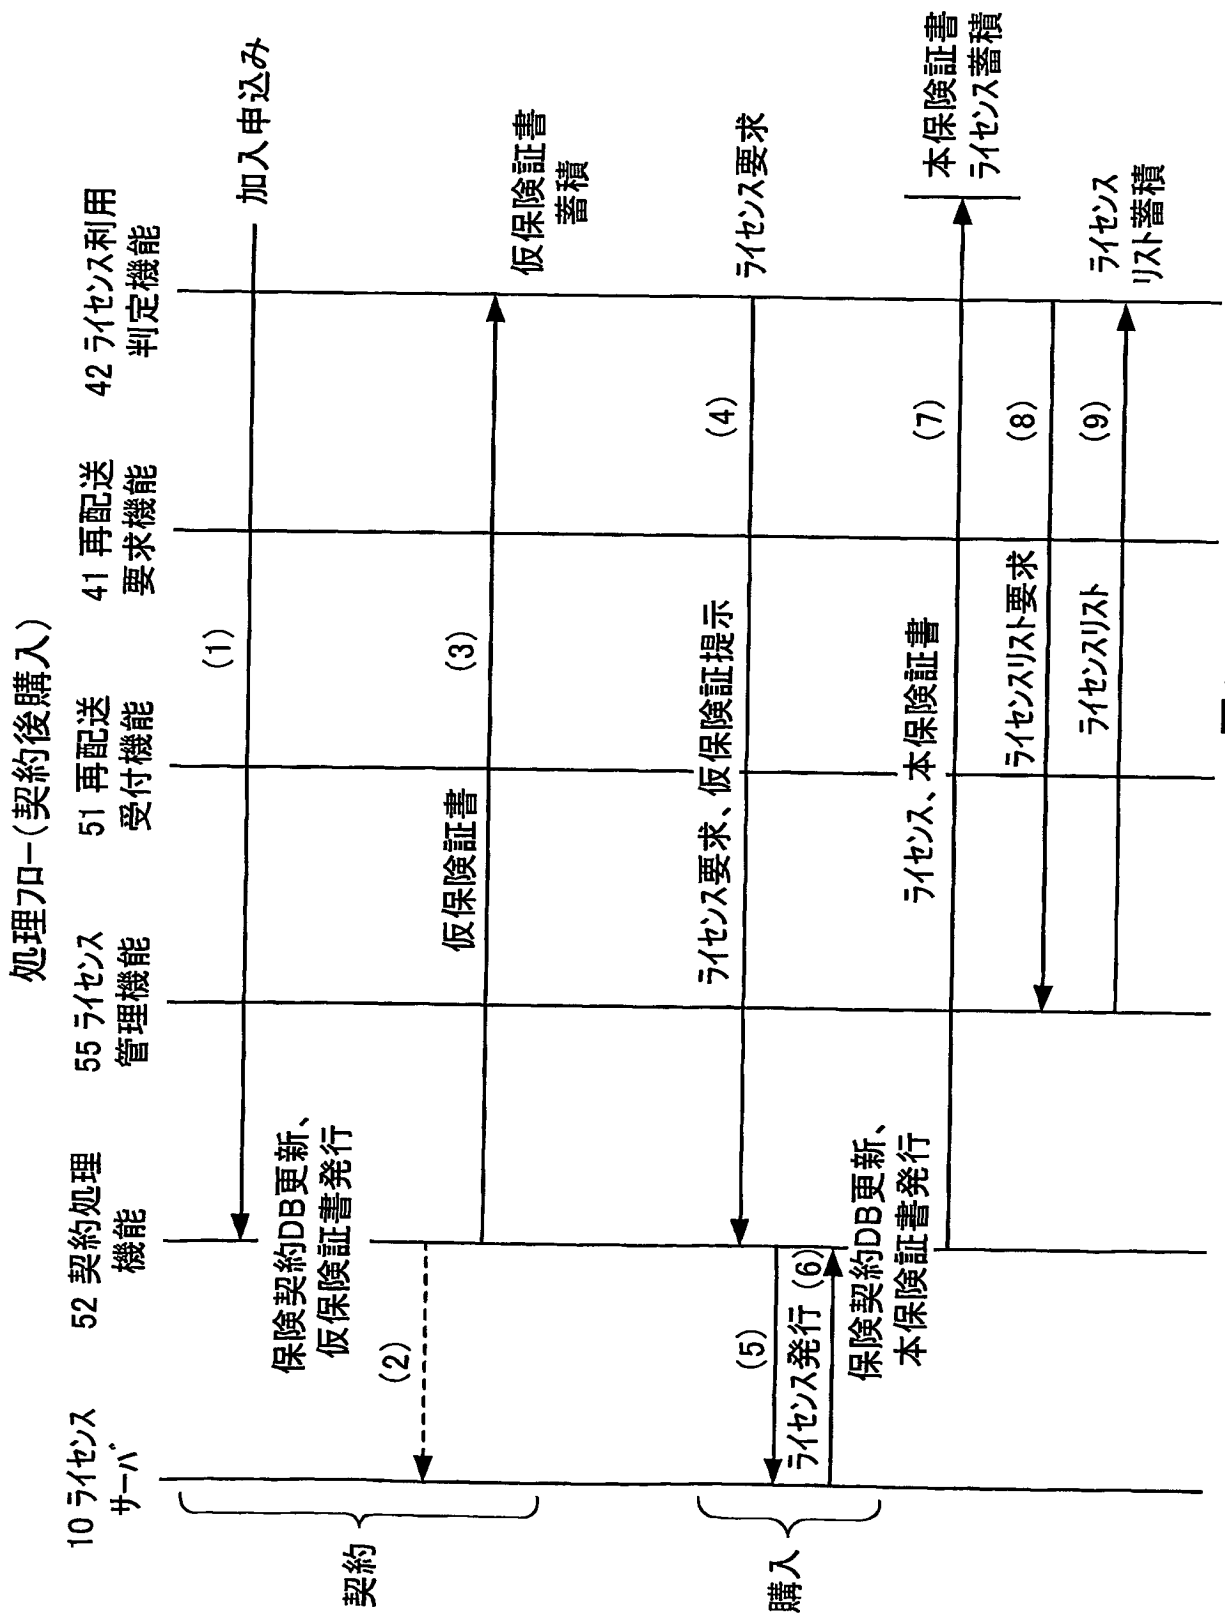 処理フロー(契約後購入)
10 ライセンス
サーバ
52 契約処理
機能
55 ライセンス
管理機能
51 再配送
受付機能
41 再配送
要求機能
42 ライセンス利用
判定機能
契約
(1)
加入申込み
保険契約DB更新、
仮保険証書発行
(2)
仮保険証書
(3)
仮保険証書
蓄積
購入
ライセンス要求、仮保険証提示
(4)
ライセンス要求
(5)
ライセンス発行 (6)
保険契約DB更新、
本保険証書発行
ライセンス、本保険証書
(7)
本保険証書
ライセンス蓄積
ライセンスリスト要求
(8)
ライセンスリスト
(9)
ライセンス
リスト蓄積